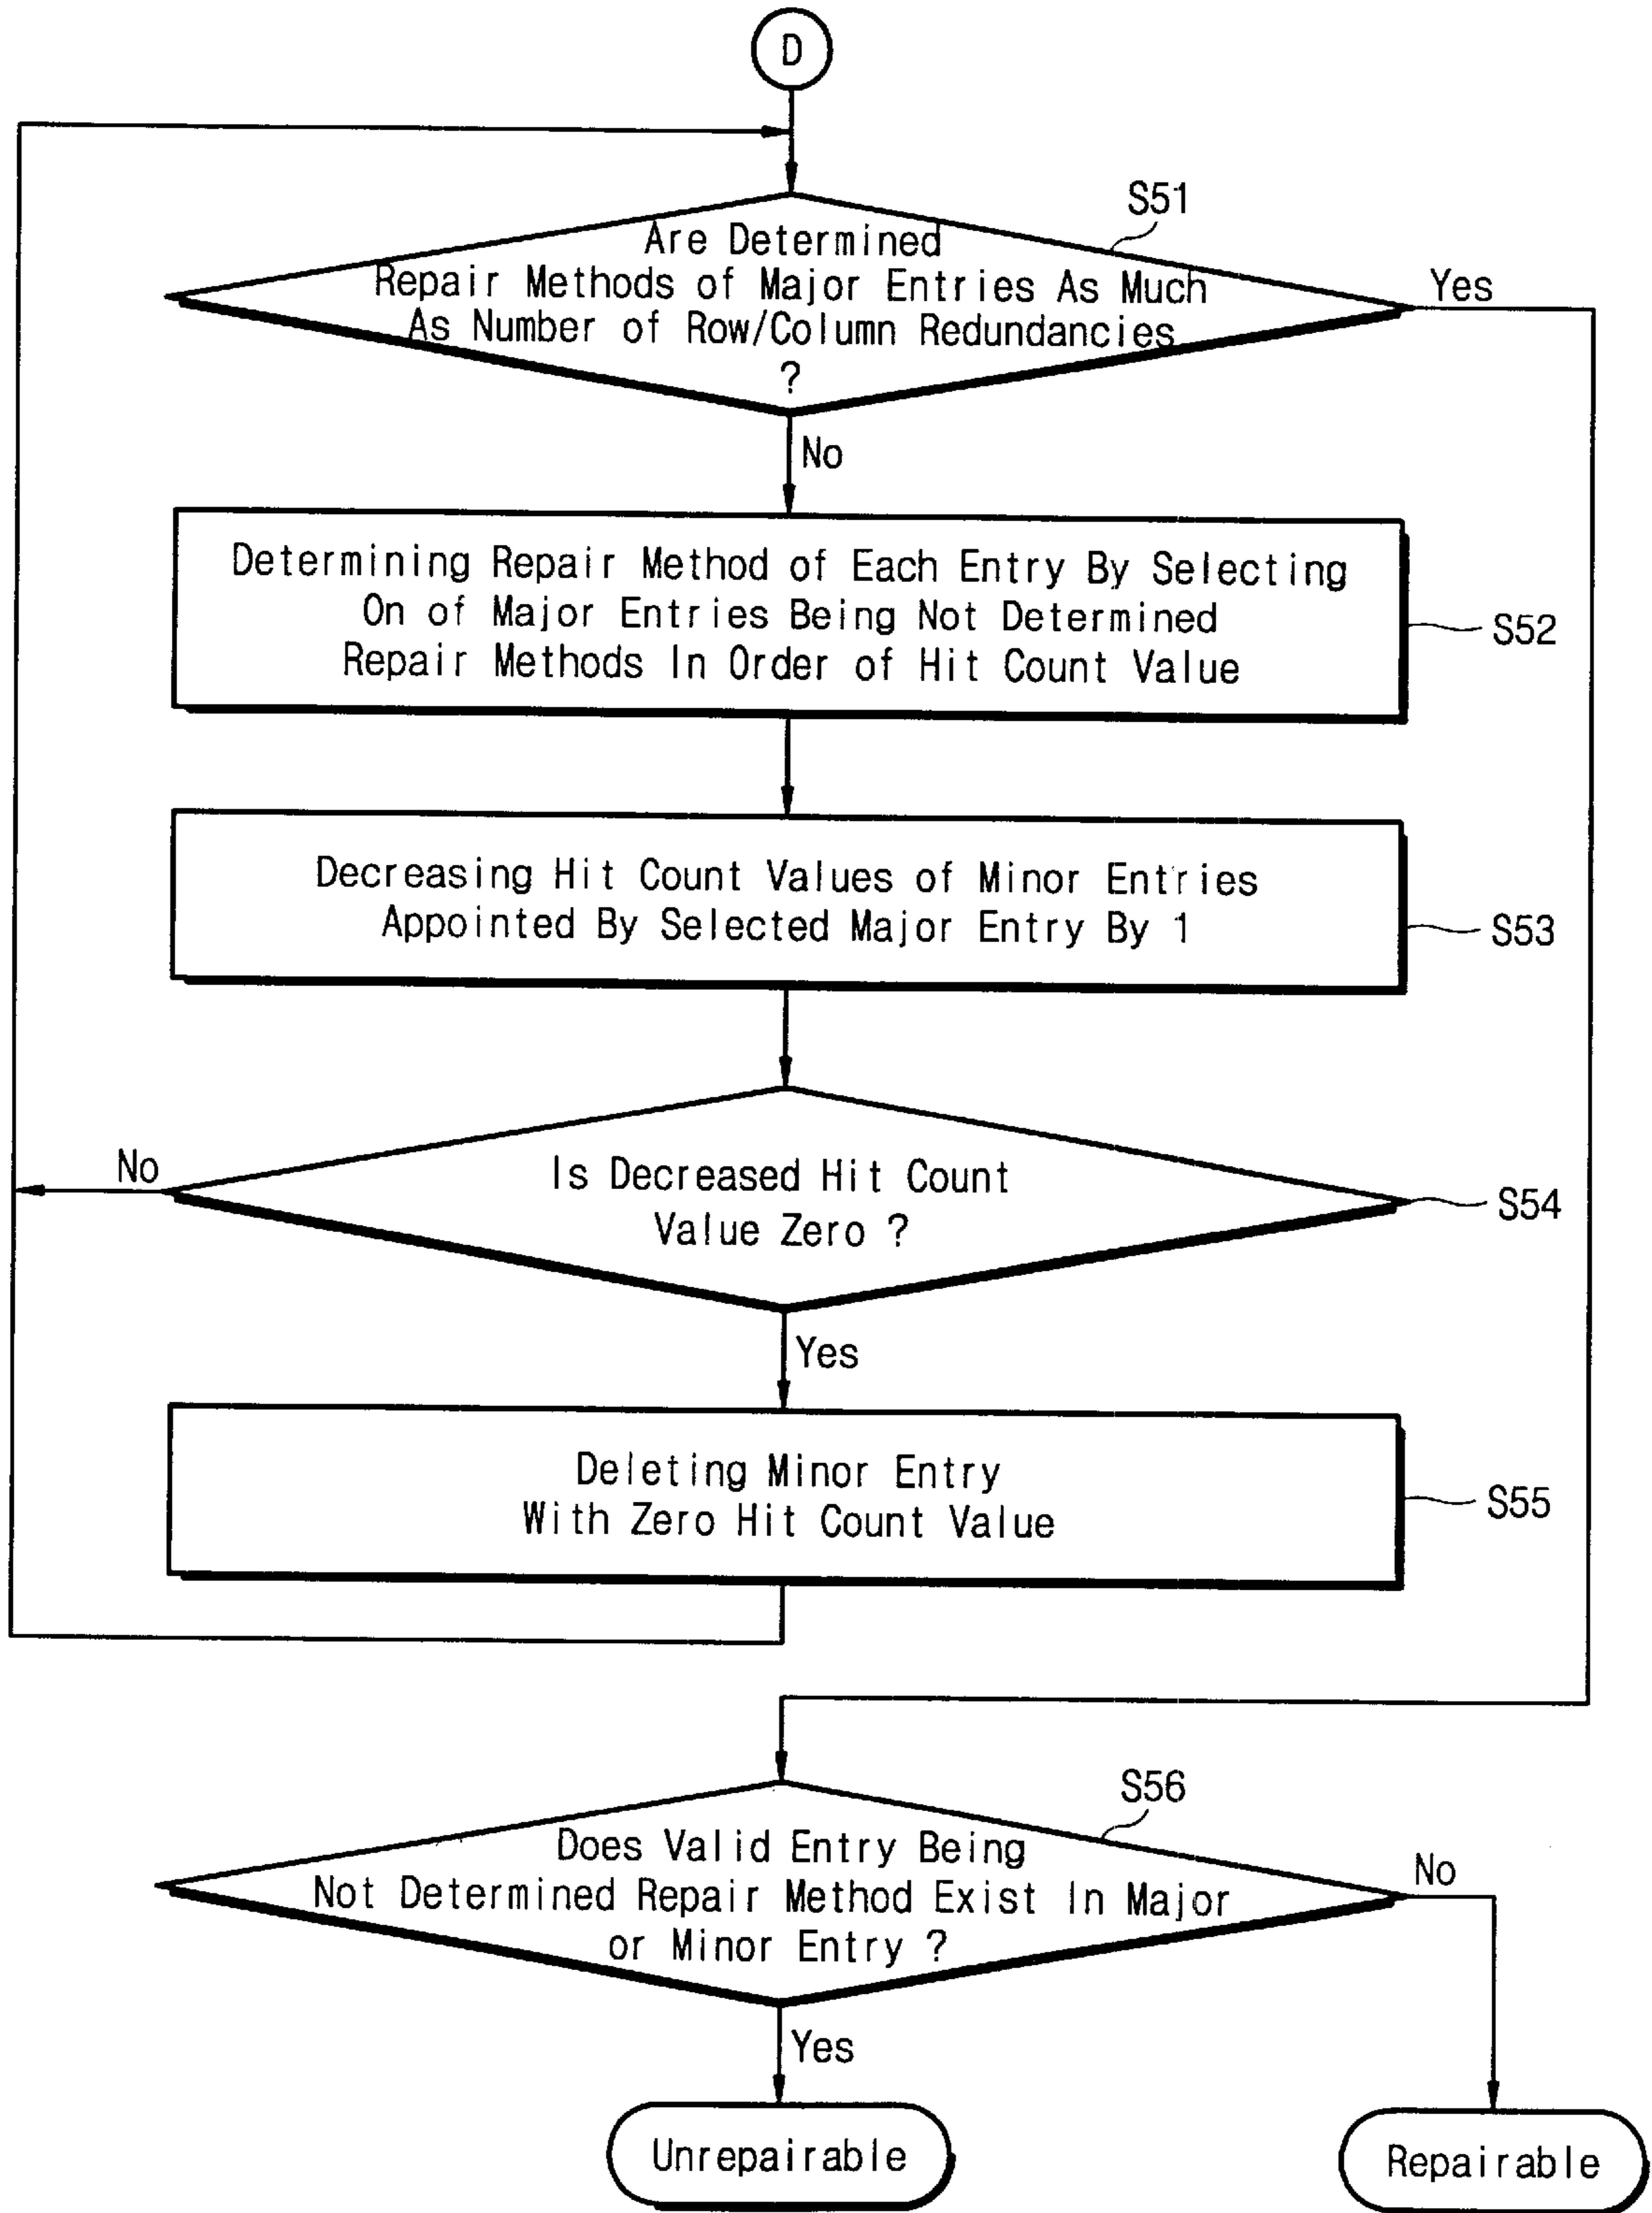 D
S51
Are Determined
Repair Methods of Major Entries As Much
As Number of Row/Column Redundancies
?
Yes
No
Determining Repair Method of Each Entry By Selecting
On of Major Entries Being Not Determined
Repair Methods In Order of Hit Count Value
S52
Decreasing Hit Count Values of Minor Entries
Appointed By Selected Major Entry By 1
S53
No
Is Decreased Hit Count
Value Zero ?
S54
Yes
Deleting Minor Entry
With Zero Hit Count Value
S55
S56
Does Valid Entry Being
Not Determined Repair Method Exist In Major
or Minor Entry ?
No
Yes
Unrepairable
Repairable